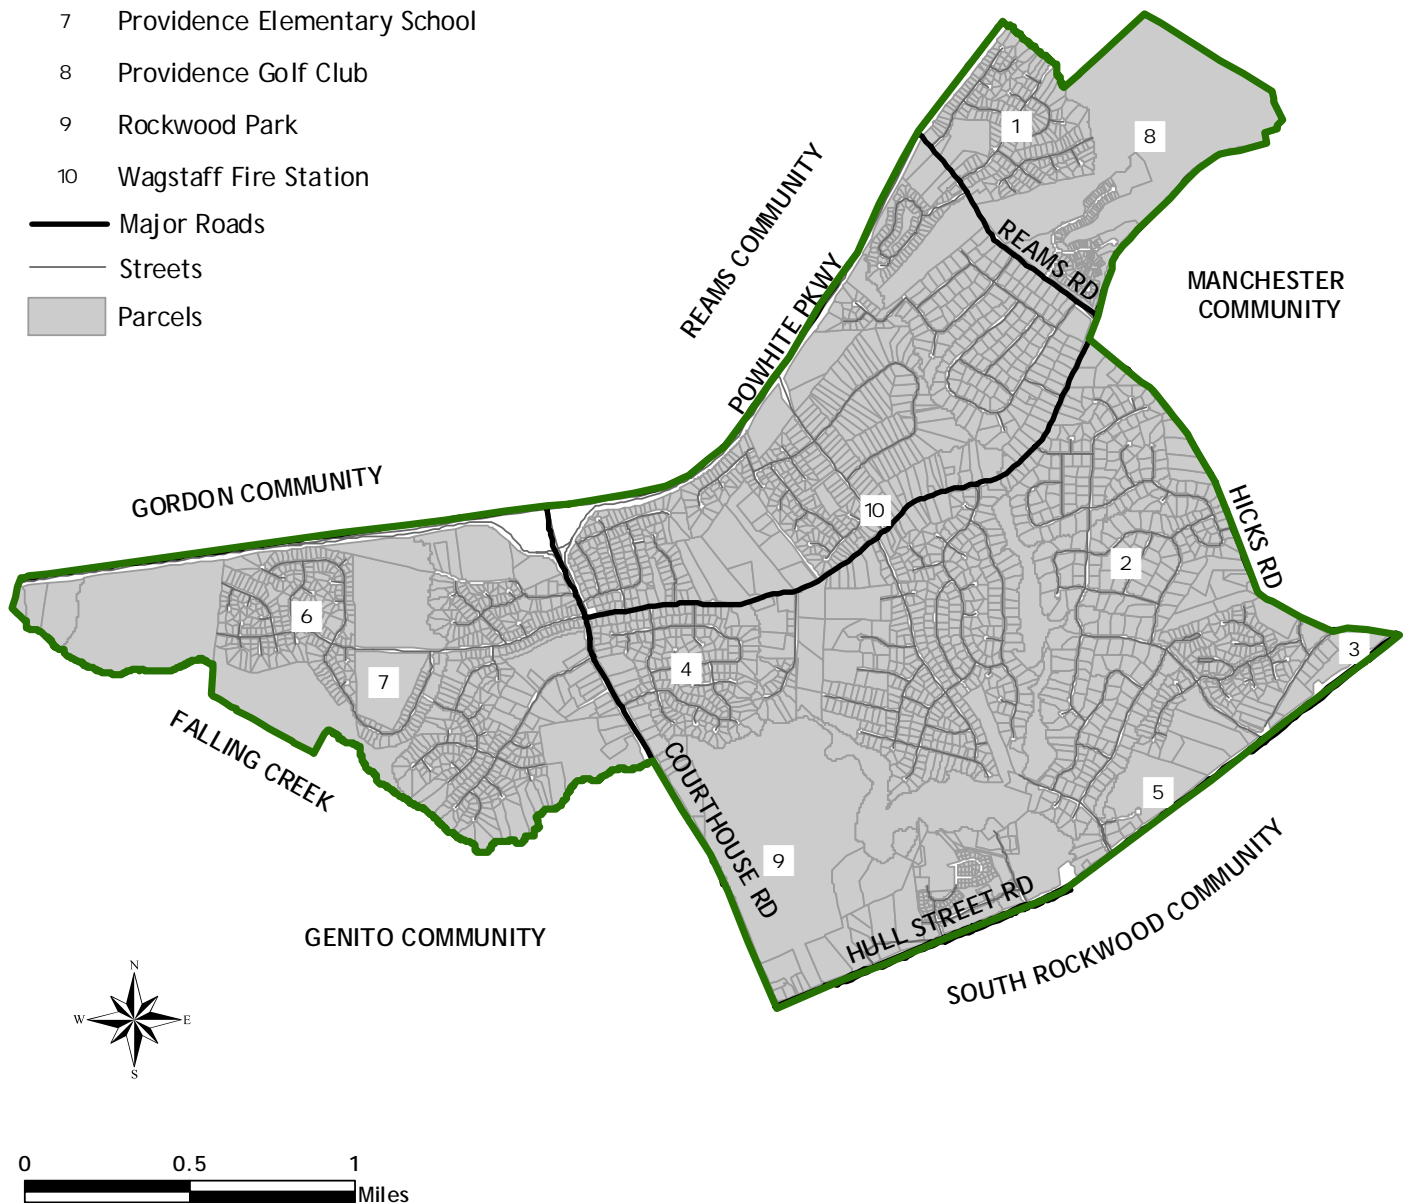 7 Providence Elementary School
8 Providence Golf Club
9 Rockwood Park
10 Wagstaff Fire Station
Major Roads
Streets
Parcels
1
8
REAMS COMMUNITY
REAMS RD
POWHITE PKWY
MANCHESTER
COMMUNITY
GORDON COMMUNITY
10
HICKS RD
2
6
3
4
7
FALLING CREEK
COURTHOUSE RD
5
9
HULL STREET RD
GENITO COMMUNITY
SOUTH ROCKWOOD COMMUNITY
N
W E
S
0 0.5 1
Miles